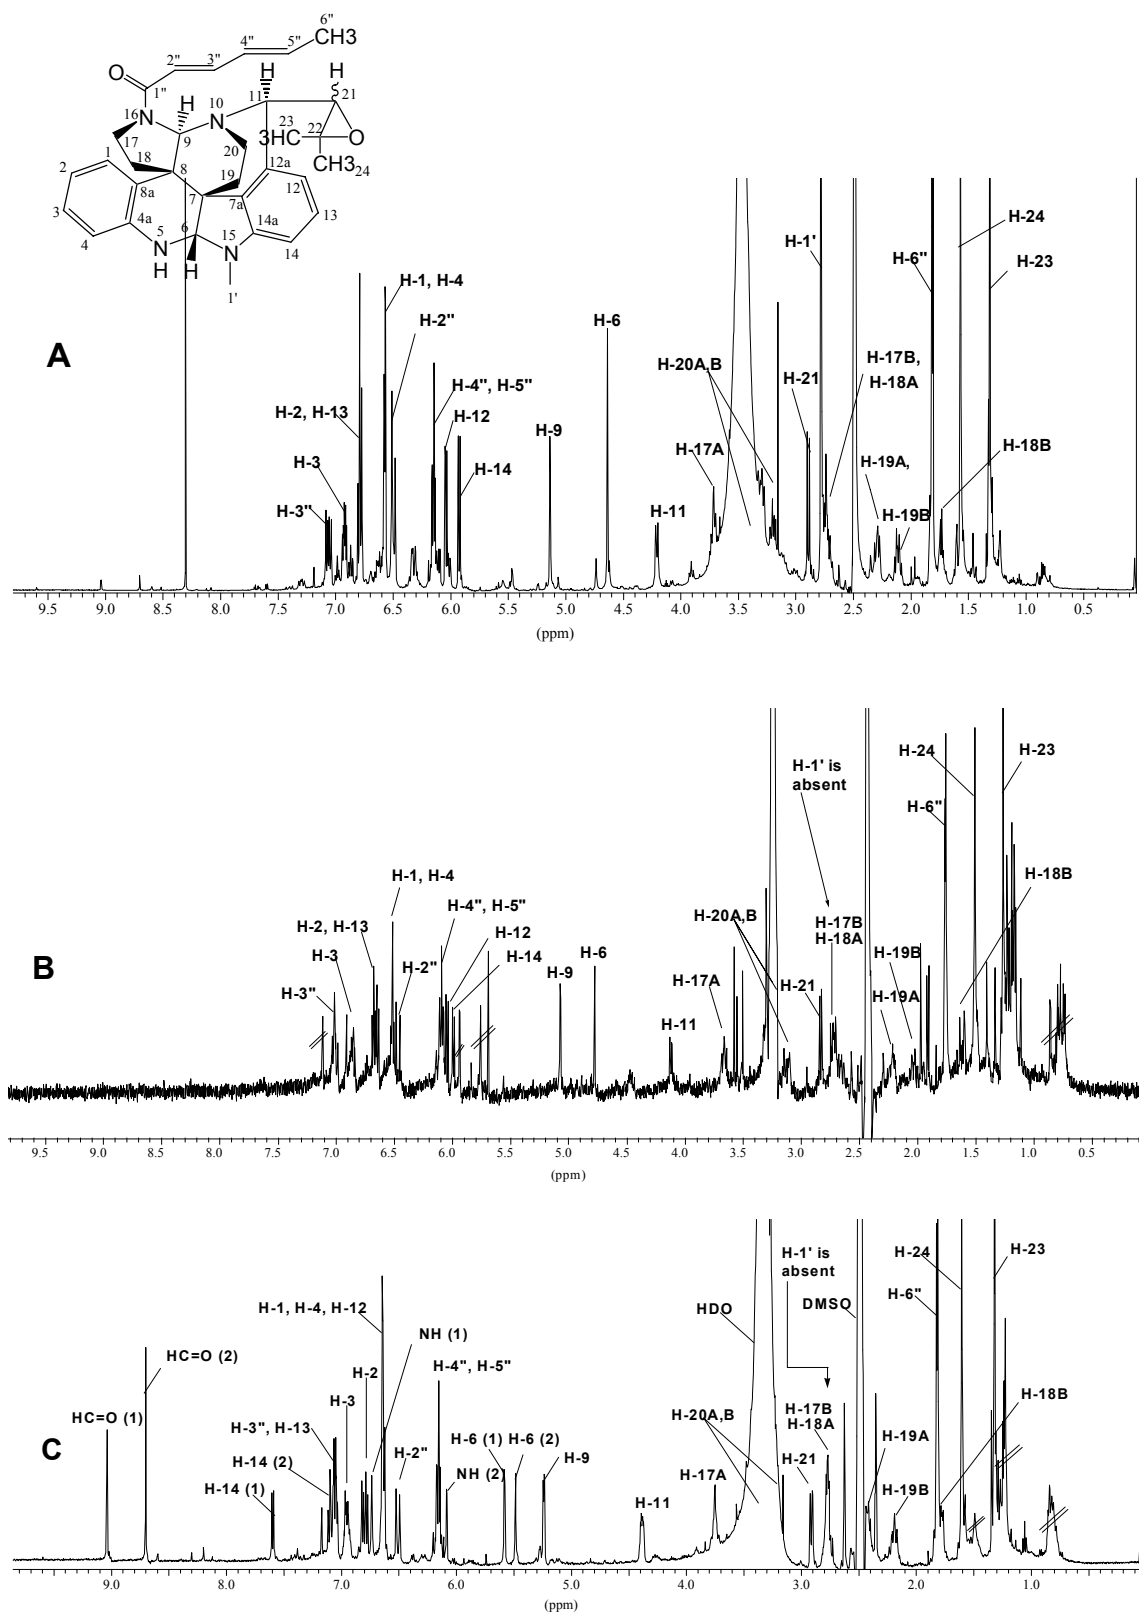 6"
CH3
4"
5"
2"
3"
O
1"
H
H
11
21
16
N
H
10
N
23
3HC
22
O
17
9
20
CH3
24
18
12a
1
19
2
8
12
8a
7
7a
13
3
4a
6
14a
4
5
15
14
N
N
H
H
1'
A
H-3"
H-3
H-2, H-13
H-1, H-4
H-2"
H-4", H-5"
H-12
H-14
H-9
H-6
H-11
H-17A
H-20A,B
H-1'
H-21
H-17B,
H-18A
H-19A,
H-19B
H-6"
H-24
H-23
H-18B
9.5 9.0 8.5 8.0 7.5 7.0 6.5 6.0 5.5 5.0 4.5 4.0 3.5 3.0 2.5 2.0 1.5 1.0 0.5
(ppm)
B
H-3"
H-3
H-2, H-13
H-1, H-4
H-2"
H-4", H-5"
H-12
H-14
H-9
H-6
H-11
H-17A
H-20A,B
H-21
H-1' is
absent
H-17B
H-18A
H-19B
H-19A
H-6"
H-24
H-23
H-18B
9.5 9.0 8.5 8.0 7.5 7.0 6.5 6.0 5.5 5.0 4.5 4.0 3.5 3.0 2.5 2.0 1.5 1.0 0.5
(ppm)
C
HC=O (1)
HC=O (2)
H-14 (1)
H-14 (2)
H-3", H-13
H-3
H-1, H-4, H-12
H-2
NH (1)
H-2"
H-4", H-5"
NH (2)
H-6 (1)
H-6 (2)
H-9
H-11
H-17A
H-20A,B
HDO
H-1' is
absent
H-21
H-17B
H-18A
DMSO
H-19A
H-19B
H-6"
H-24
H-23
H-18B
9.0 8.0 7.0 6.0 5.0 4.0 3.0 2.0 1.0
(ppm)